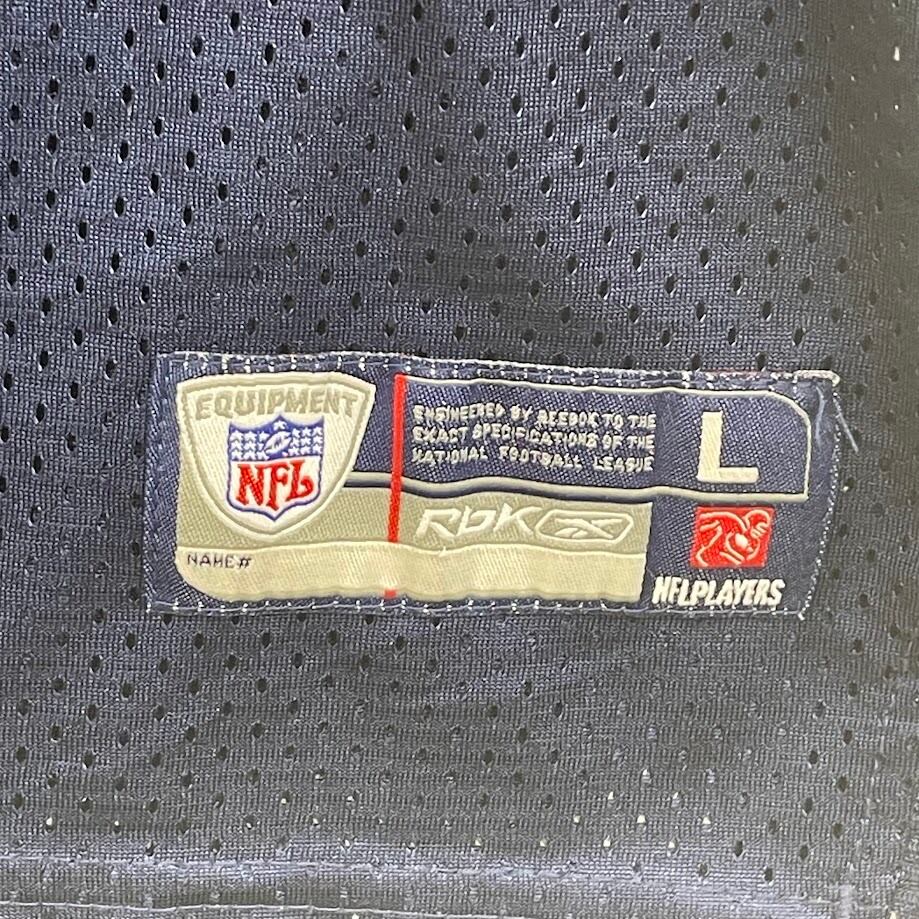 EQUIPMENT
NFL
ENGINEERED BY REEBOK TO THE
EXACT SPECIFICATIONS OF THE
NATIONAL FOOTBALL LEAGUE
L
RBK
NAME#
NFLPLAYERS